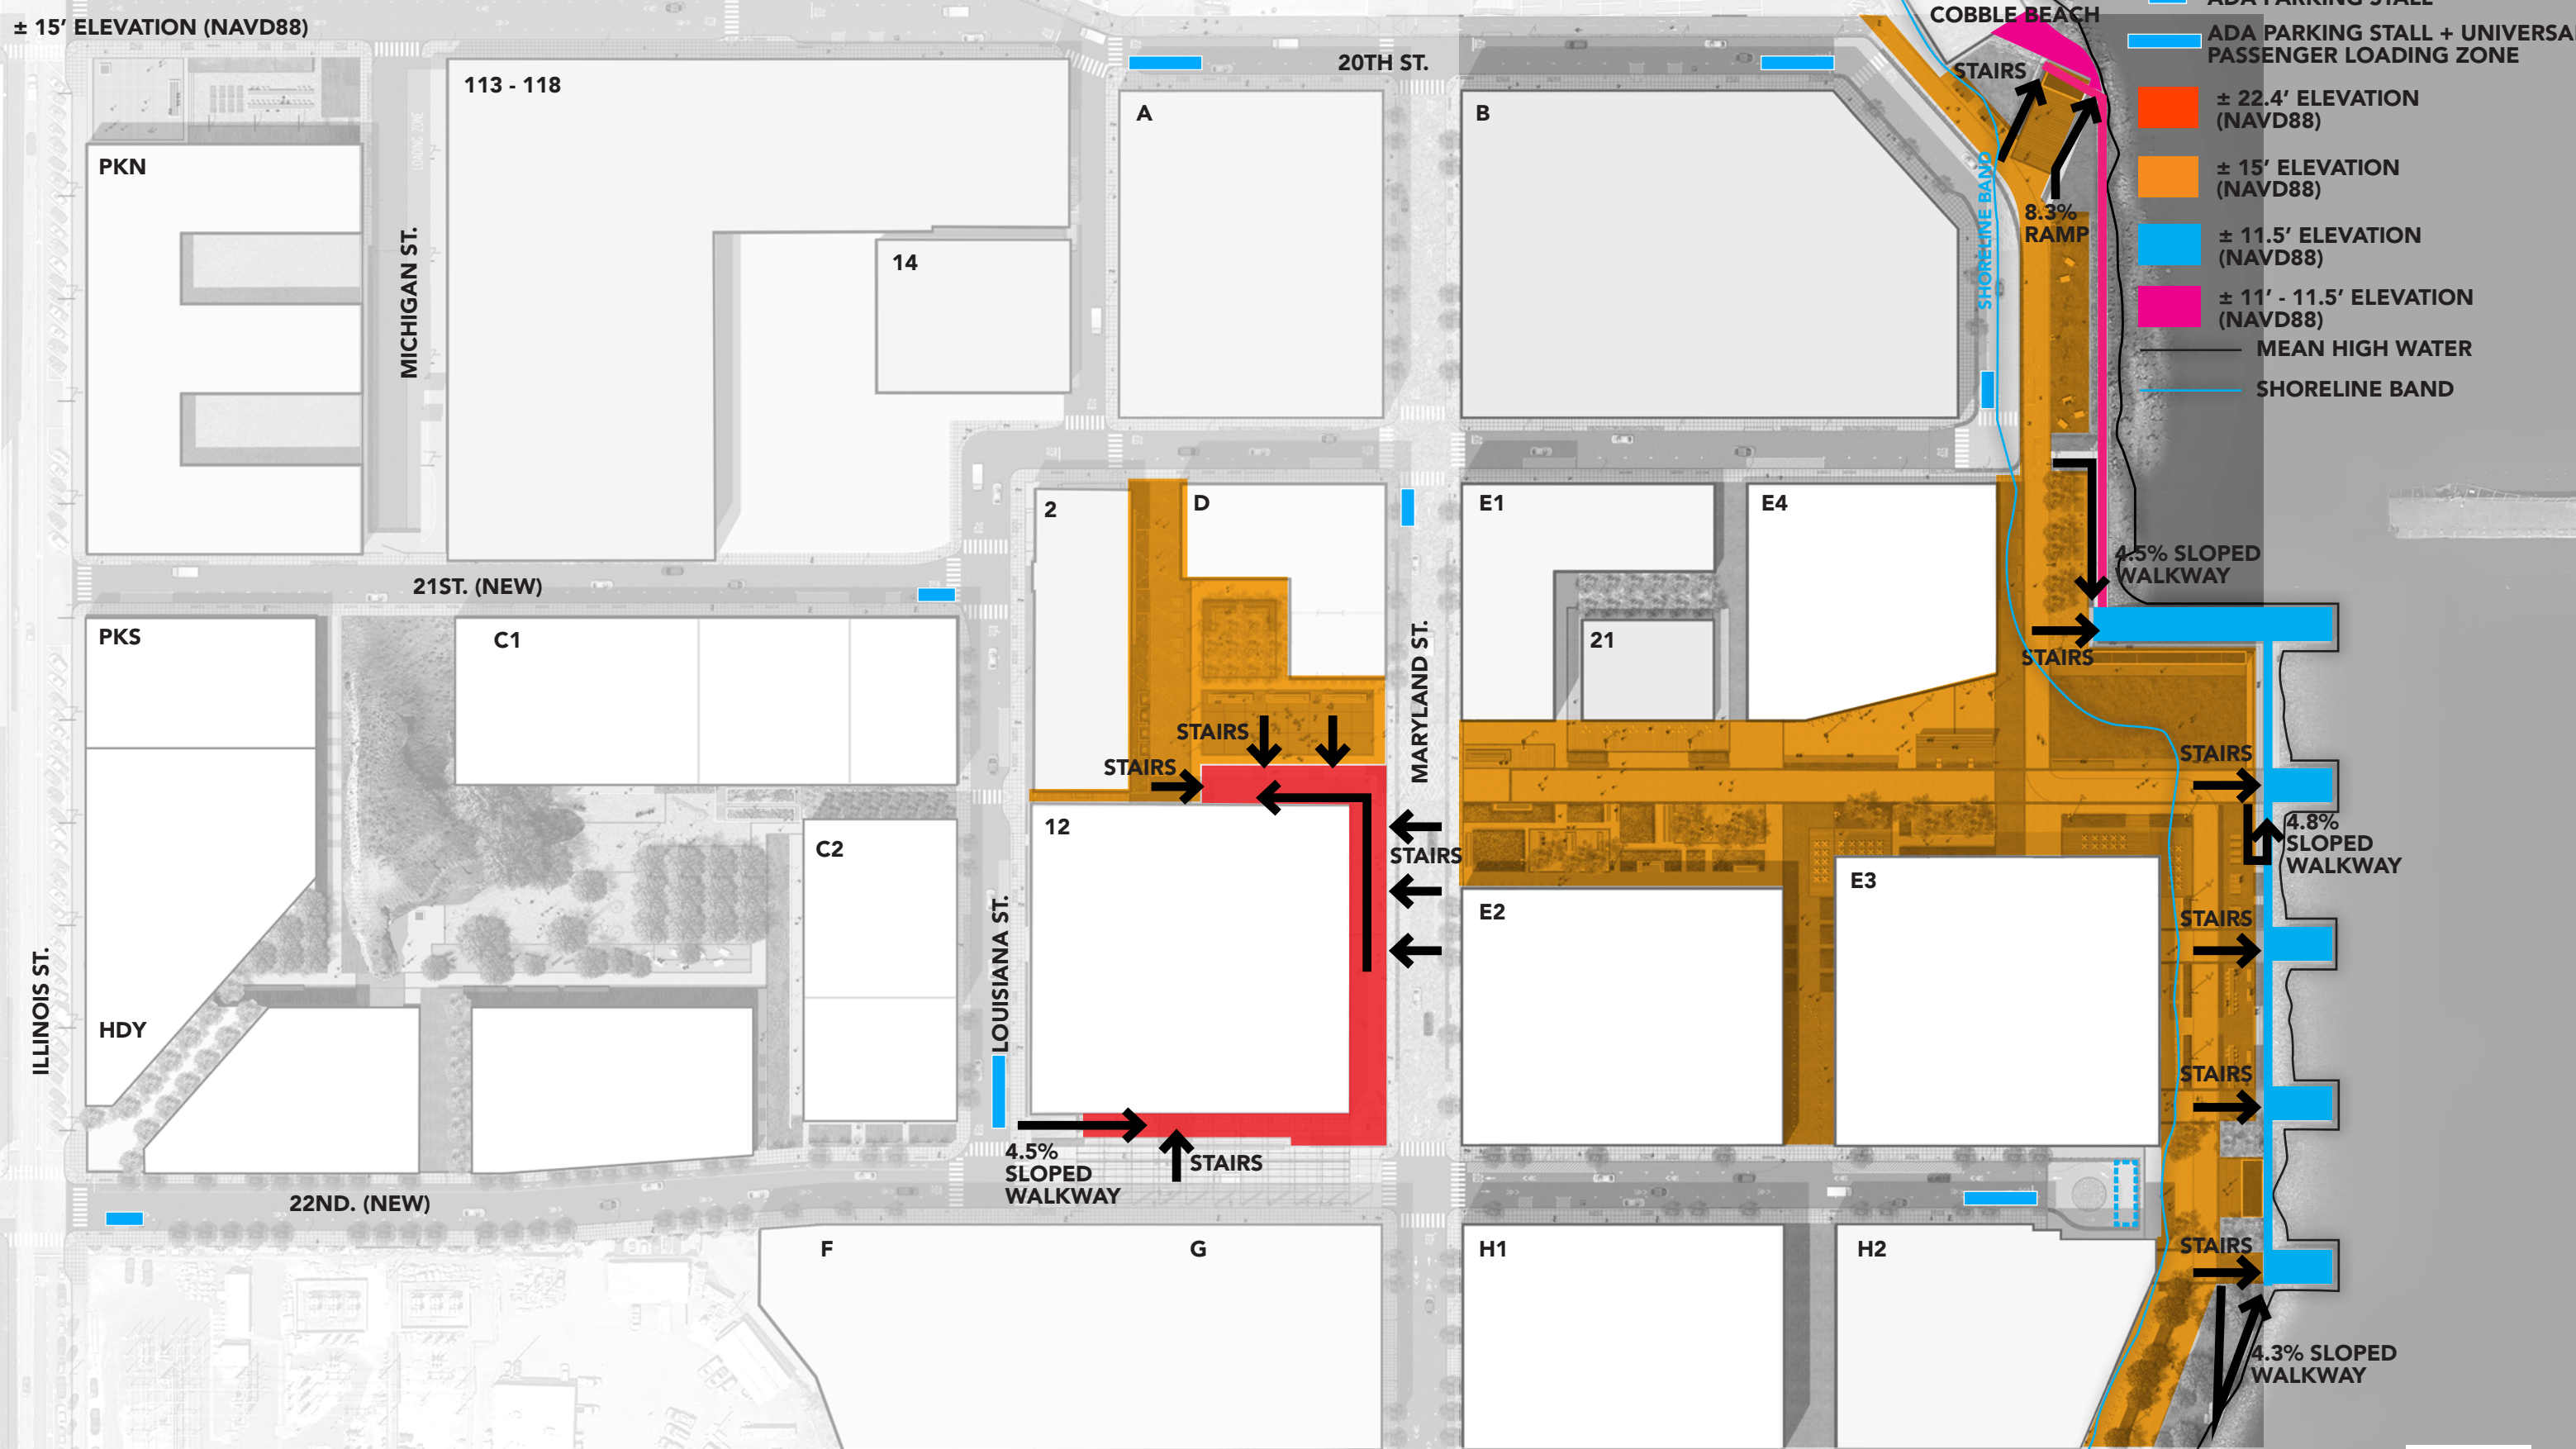 ± 15’ ELEVATION (NAVD88)
COBBLE BEACH
ADA PARKING STALL
ADA PARKING STALL + UNIVERSA
PASSENGER LOADING ZONE
± 22.4’ ELEVATION
(NAVD88)
± 15’ ELEVATION
(NAVD88)
± 11.5’ ELEVATION
(NAVD88)
± 11’ - 11.5’ ELEVATION
(NAVD88)
MEAN HIGH WATER
SHORELINE BAND
20TH ST.
STAIRS
113 - 118
A
B
PKN
LOADING ZONE
SHORELINE BAND
8.3%
RAMP
MICHIGAN ST.
14
2
D
E1
E4
4.5% SLOPED
WALKWAY
21ST. (NEW)
PKS
C1
21
STAIRS
MARYLAND ST.
STAIRS
STAIRS
STAIRS
12
C2
STAIRS
4.8%
SLOPED
WALKWAY
E3
E2
STAIRS
LOUISIANA ST.
ILLINOIS ST.
HDY
STAIRS
4.5%
SLOPED
WALKWAY
STAIRS
22ND. (NEW)
F
G
H1
H2
STAIRS
4.3% SLOPED
WALKWAY